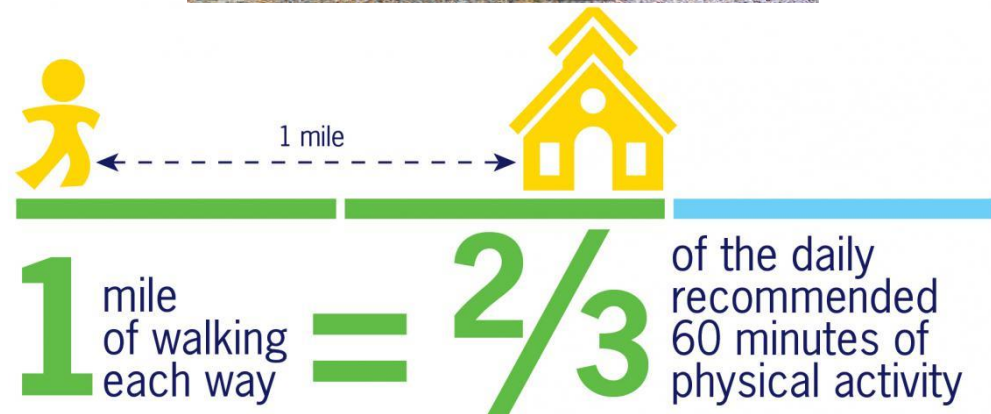 1 mile
1 mile
of walking
each way
=
2/3
of the daily
recommended
60 minutes of
physical activity